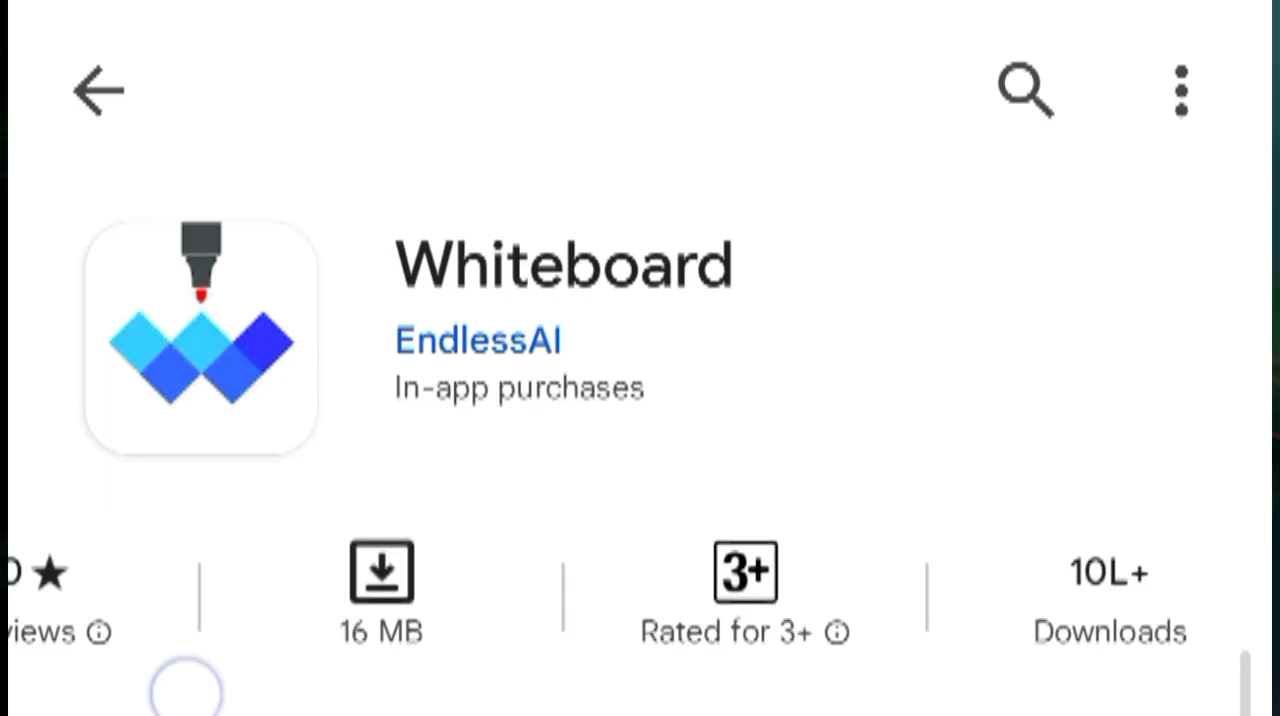 Whiteboard
EndlessAI
In-app purchases
3+
10L+
16 MB
Rated for 3+
Downloads